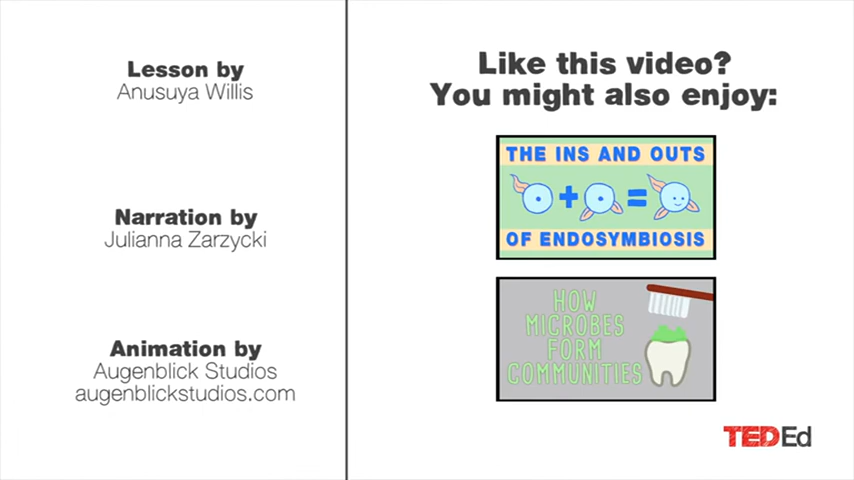 Lesson by
Anusuya Willis
Narration by
Julianna Zarzycki
Animation by
Augenblick Studios
augenblickstudios.com
Like this video?
You might also enjoy:
THE INS AND OUTS
OF ENDOSYMBIOSIS
HOW
MICROBES
FORM
COMMUNITIES
TEDEd